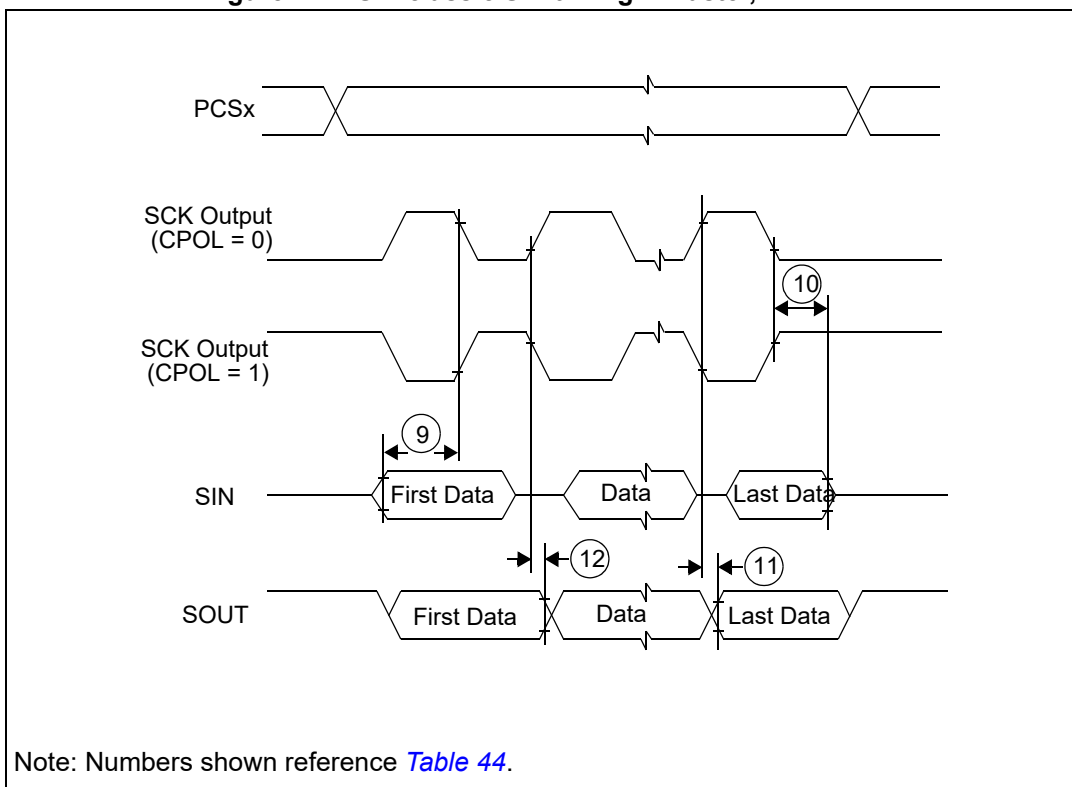 PCSx
SCK Output
(CPOL = 0)
10
SCK Output
(CPOL = 1)
9
SIN
First Data
Data
Last Data
12
11
SOUT
First Data
Data
Last Data
Note: Numbers shown reference Table 44.